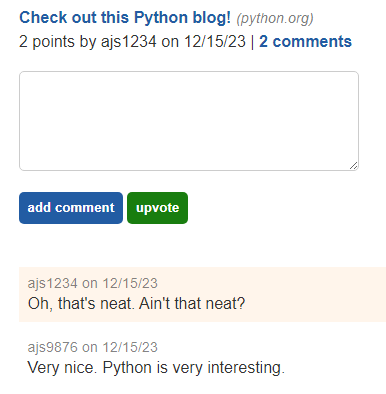 Check out this Python blog! (python.org)
2 points by ajs1234 on 12/15/23 | 2 comments
add comment upvote
ajs1234 on 12/15/23
Oh, that's neat. Ain't that neat?
ajs9876 on 12/15/23
Very nice. Python is very interesting.